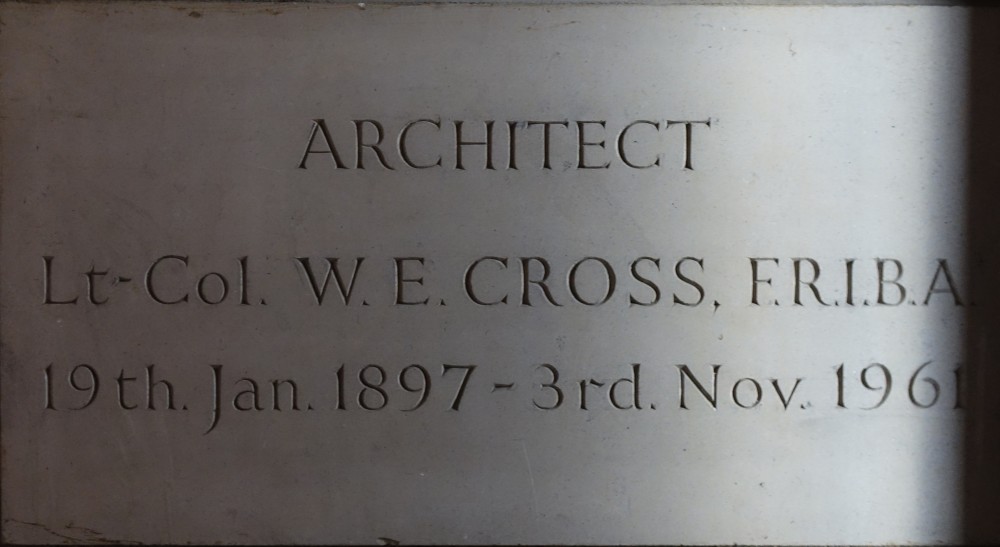 ARCHITECT
Lt-Col. W. E. CROSS, F.R.I.B.A.
19th. Jan. 1897 - 3rd. Nov. 1961